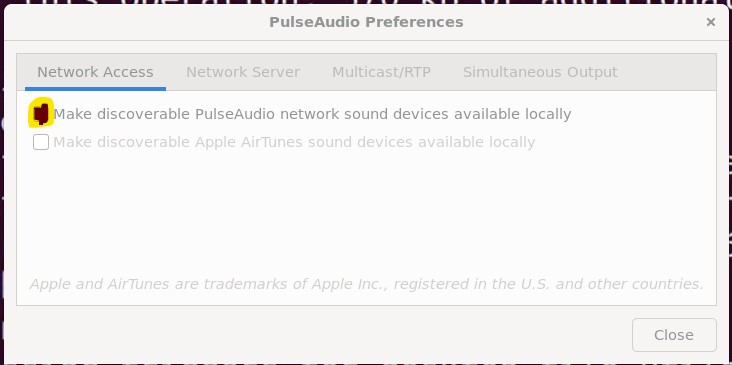 PulseAudio Preferences
Network Access Network Server Multicast/RTP Simultaneous Output
Make discoverable PulseAudio network sound devices available locally
Make discoverable Apple AirTunes sound devices available locally
Apple and AirTunes are trademarks of Apple Inc., registered in the U.S. and other countries.
Close